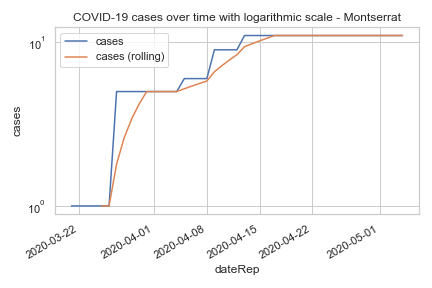 COVID-19 cases over time with logarithmic scale - Montserrat
cases
cases (rolling)
10¹
10⁰
cases
2020-03-22
2020-04-01
2020-04-08
2020-04-15
2020-04-22
2020-05-01
dateRep